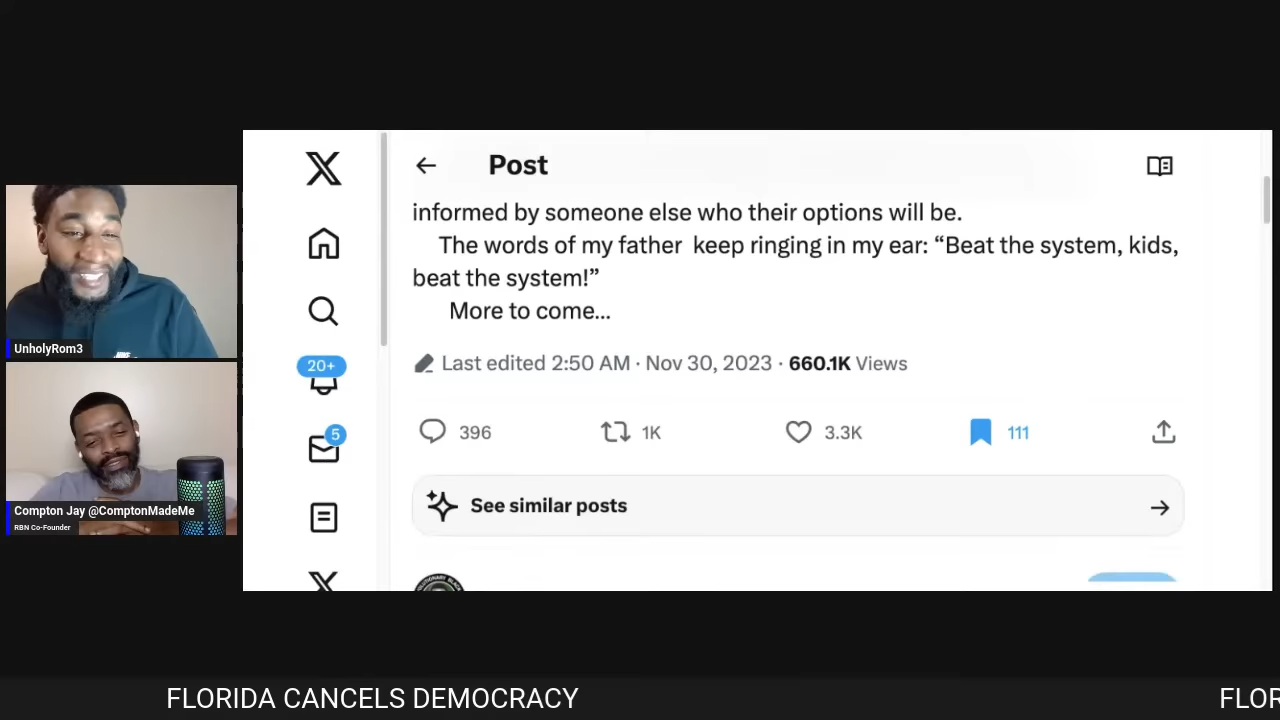 Post
informed by someone else who their options will be.
The words of my father keep ringing in my ear: “Beat the system, kids,
beat the system!”
More to come...
Last edited 2:50 AM · Nov 30, 2023 · 660.1K Views
396 1K 3.3K 111
See similar posts
20+
5
UnholyRom3
Compton Jay @ComptonMadeMe
RBN Co-Founder
FLORIDA CANCELS DEMOCRACY
FLOR